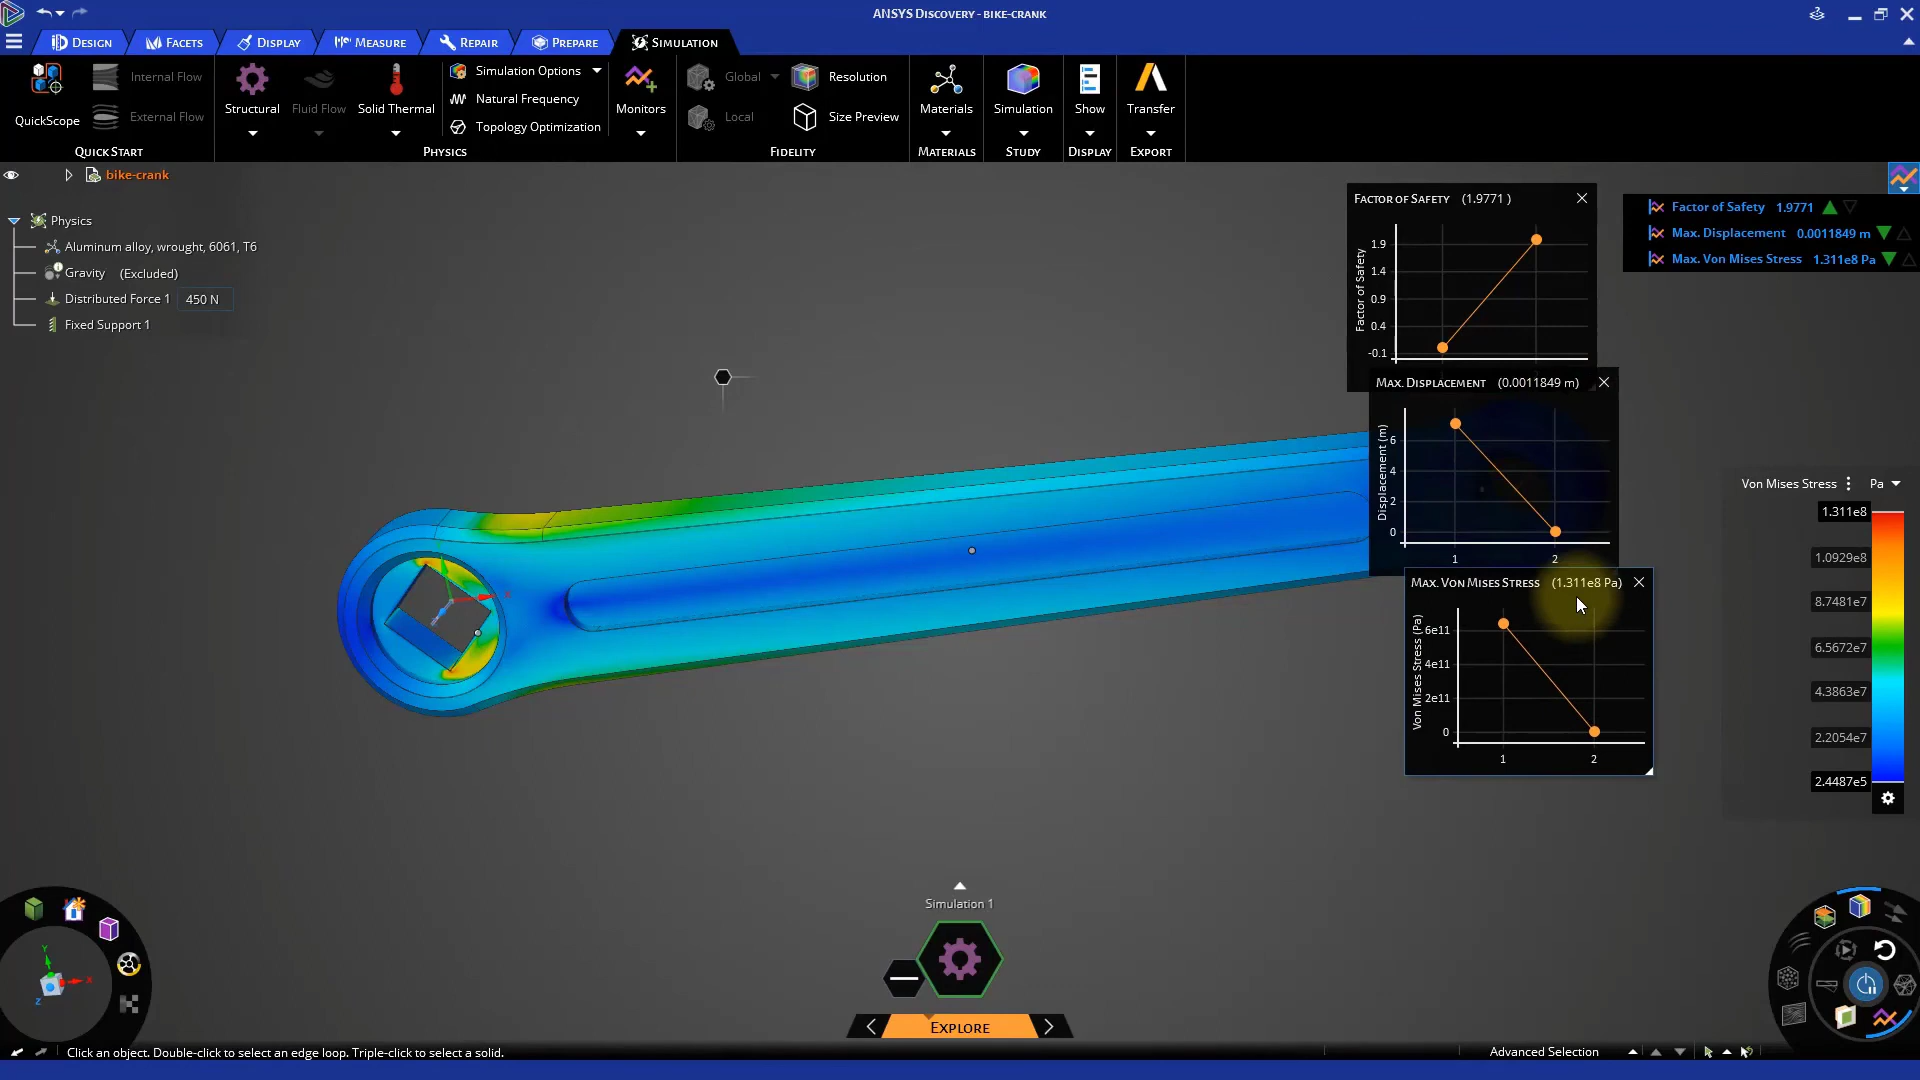 ANSYS DISCOVERY - BIKE-CRANK
DESIGN
FACETS
DISPLAY
MEASURE
REPAIR
PREPARE
SIMULATION
Internal Flow
External Flow
QuickScope
QUICK START
Structural
Fluid Flow
Solid Thermal
Simulation Options
Natural Frequency
Topology Optimization
PHYSICS
Monitors
Global
Local
Resolution
Size Preview
FIDELITY
Materials
MATERIALS
Simulation
STUDY
Show
DISPLAY
Transfer
EXPORT
bike-crank
Physics
Aluminum alloy, wrought, 6061, T6
Gravity (Excluded)
Distributed Force 1 450 N
Fixed Support 1
FACTOR OF SAFETY (1.9771 )
Factor of Safety
1.9
1.4
0.9
0.4
-0.1
MAX. DISPLACEMENT (0.0011849 m)
Displacement (m)
6
4
2
0
1 2
MAX. VON MISES STRESS (1.311e8 Pa)
Von Mises Stress (Pa)
6e11
4e11
2e11
0
1 2
Factor of Safety 1.9771
Max. Displacement 0.0011849 m
Max. Von Mises Stress 1.311e8 Pa
Von Mises Stress Pa
1.311e8
1.0929e8
8.7481e7
6.5672e7
4.3863e7
2.2054e7
2.4487e5
Y
X
Z
X
Simulation 1
EXPLORE
Click an object. Double-click to select an edge loop. Triple-click to select a solid.
Advanced Selection